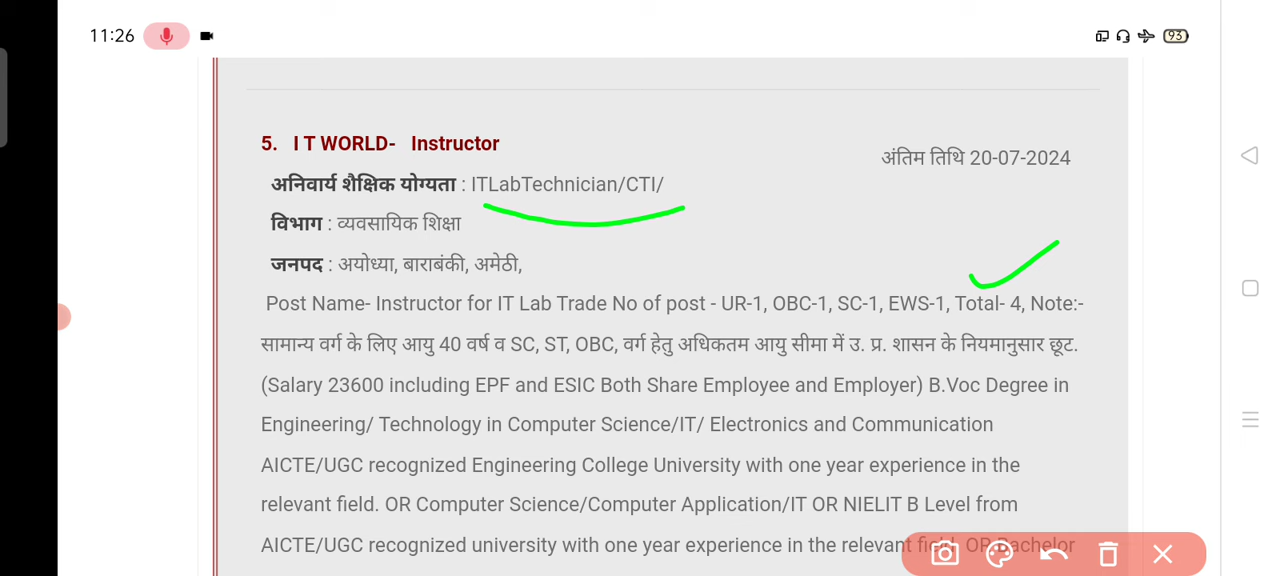 11:26
93
5. I T WORLD- Instructor
अंतिम तिथि 20-07-2024
अनिवार्य शैक्षिक योग्यता : ITLabTechnician/CTI/
विभाग : व्यवसायिक शिक्षा
जनपद : अयोध्या, बाराबंकी, अमेठी,
Post Name- Instructor for IT Lab Trade No of post - UR-1, OBC-1, SC-1, EWS-1, Total- 4, Note:-
सामान्य वर्ग के लिए आयु 40 वर्ष व SC, ST, OBC, वर्ग हेतु अधिकतम आयु सीमा में उ. प्र. शासन के नियमानुसार छूट.
(Salary 23600 including EPF and ESIC Both Share Employee and Employer) B.Voc Degree in
Engineering/ Technology in Computer Science/IT/ Electronics and Communication
AICTE/UGC recognized Engineering College University with one year experience in the
relevant field. OR Computer Science/Computer Application/IT OR NIELIT B Level from
AICTE/UGC recognized university with one year experience in the relevant field. OR Bachelor